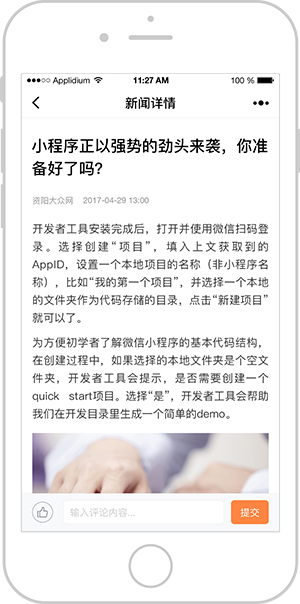 Applidium 11:27 AM 100 %
新闻详情
小程序正以强势的劲头来袭，你准
备好了吗？
资阳大众网 2017-04-29 13:00
开发者工具安装完成后，打开并使用微信扫码登
录。选择创建“项目”，填入上文获取到的
AppID，设置一个本地项目的名称（非小程序名
称），比如“我的第一个项目”，并选择一个本地
的文件夹作为代码存储的目录，点击“新建项目”
就可以了。
为方便初学者了解微信小程序的基本代码结构，
在创建过程中，如果选择的本地文件夹是个空文
件夹，开发者工具会提示，是否需要创建一个
quick start项目。选择“是”，开发者工具会帮助
我们在开发目录里生成一个简单的demo。
输入评论内容... 提交